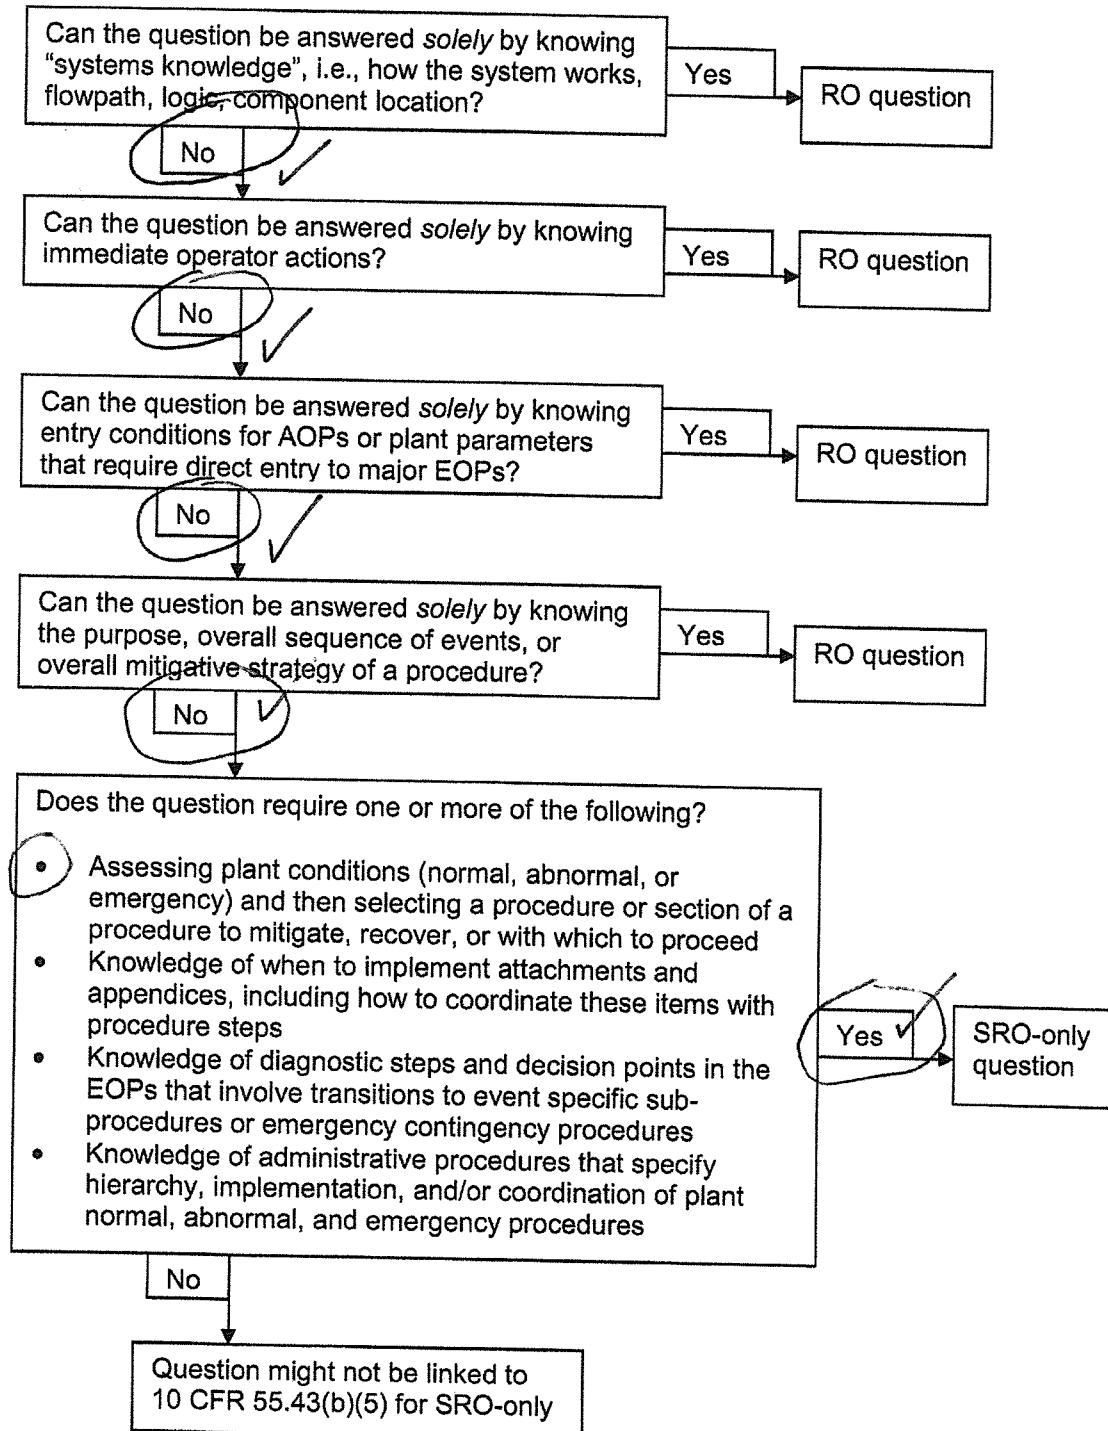 Can the question be answered solely by knowing
“systems knowledge”, i.e., how the system works,
flowpath, logic, component location?
Yes
RO question
No
Can the question be answered solely by knowing
immediate operator actions?
Yes
RO question
No
Can the question be answered solely by knowing
entry conditions for AOPs or plant parameters
that require direct entry to major EOPs?
Yes
RO question
No
Can the question be answered solely by knowing
the purpose, overall sequence of events, or
overall mitigative strategy of a procedure?
Yes
RO question
No
Does the question require one or more of the following?
• Assessing plant conditions (normal, abnormal, or
emergency) and then selecting a procedure or section of a
procedure to mitigate, recover, or with which to proceed
• Knowledge of when to implement attachments and
appendices, including how to coordinate these items with
procedure steps
• Knowledge of diagnostic steps and decision points in the
EOPs that involve transitions to event specific sub-
procedures or emergency contingency procedures
• Knowledge of administrative procedures that specify
hierarchy, implementation, and/or coordination of plant
normal, abnormal, and emergency procedures
Yes
SRO-only
question
No
Question might not be linked to
10 CFR 55.43(b)(5) for SRO-only